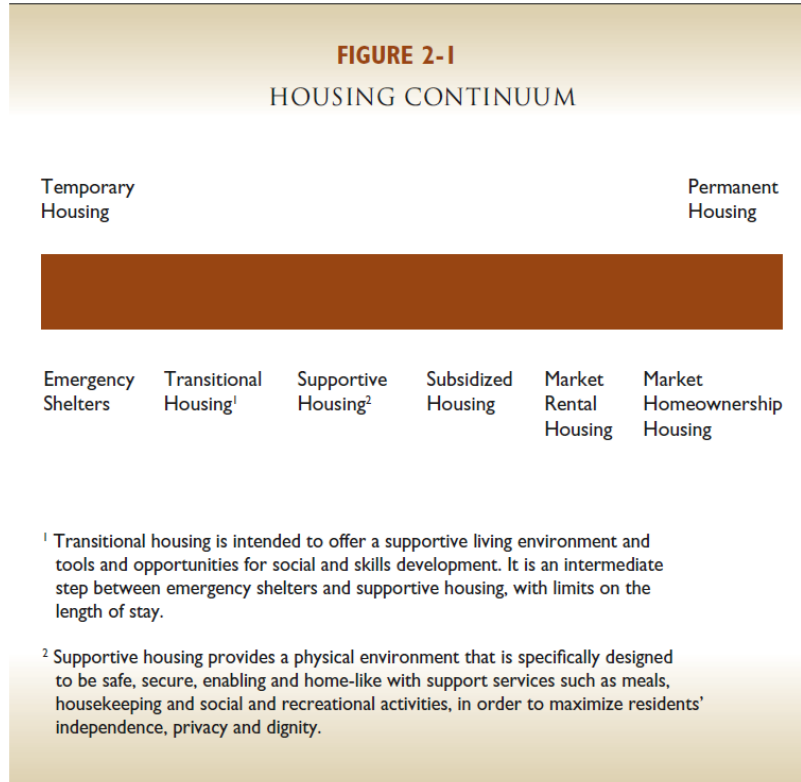 FIGURE 2-1
HOUSING CONTINUUM
Temporary
Housing
Permanent
Housing
Emergency
Shelters
Transitional
Housing¹
Supportive
Housing²
Subsidized
Housing
Market
Rental
Housing
Market
Homeownership
Housing
¹ Transitional housing is intended to offer a supportive living environment and
tools and opportunities for social and skills development. It is an intermediate
step between emergency shelters and supportive housing, with limits on the
length of stay.
² Supportive housing provides a physical environment that is specifically designed
to be safe, secure, enabling and home-like with support services such as meals,
housekeeping and social and recreational activities, in order to maximize residents’
independence, privacy and dignity.